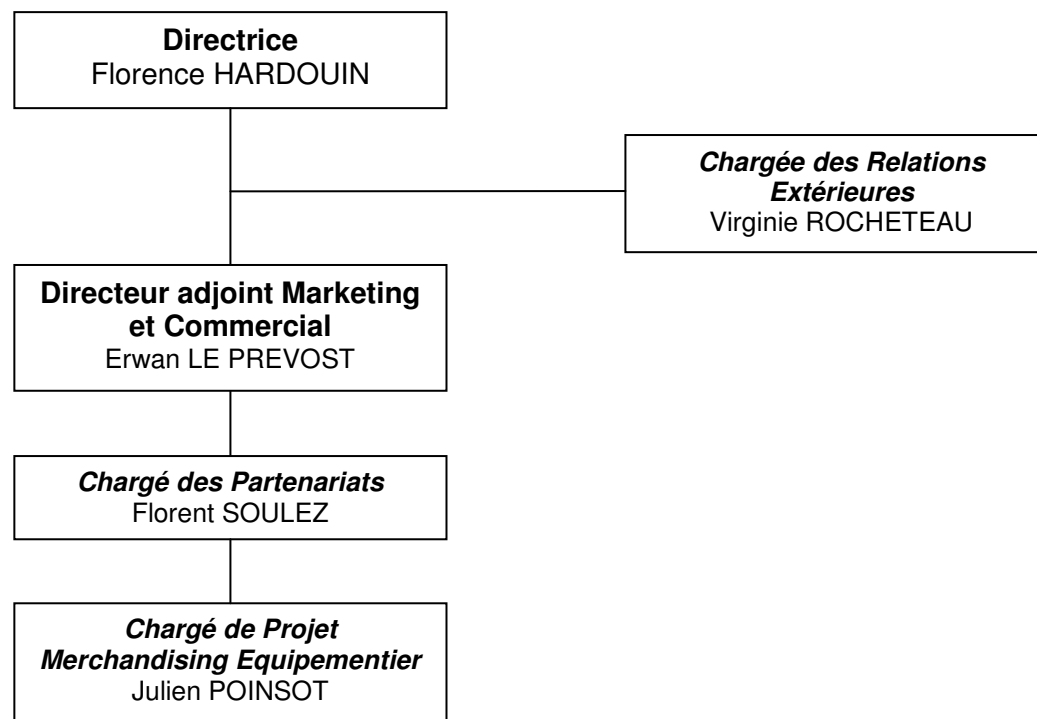 Directrice
Florence HARDOUIN
Chargée des Relations
Extérieures
Virginie ROCHETEAU
Directeur adjoint Marketing
et Commercial
Erwan LE PREVOST
Chargé des Partenariats
Florent SOULEZ
Chargé de Projet
Merchandising Equipementier
Julien POINSOT